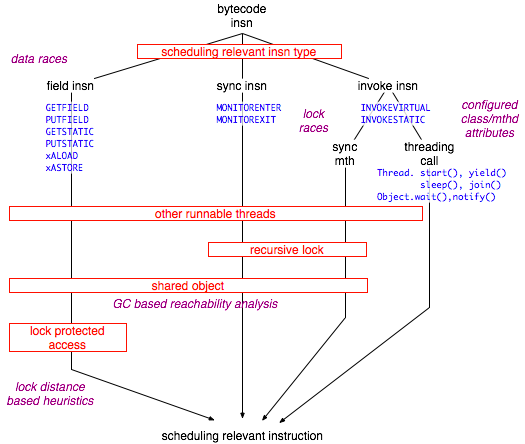 bytecode
insn
scheduling relevant insn type
data races
field insn
sync insn
invoke insn
GETFIELD
PUTFIELD
GETSTATIC
PUTSTATIC
xALOAD
xASTORE
MONITORENTER
MONITOREXIT
INVOKEVIRTUAL
INVOKESTATIC
lock
races
configured
class/mthd
attributes
sync
mth
threading
call
Thread. start(), yield()
sleep(), join()
Object.wait(),notify()
other runnable threads
recursive lock
shared object
GC based reachability analysis
lock protected
access
lock distance
based heuristics
scheduling relevant instruction